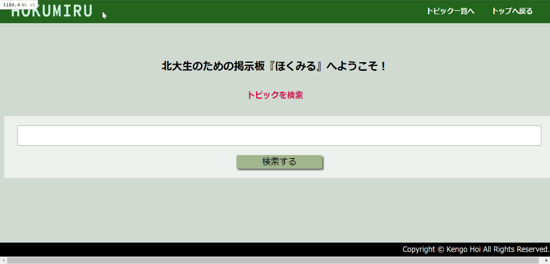 1184.4
HOKUMIRU
トピック一覧へ トップへ戻る
北大生のための掲示板『ほくみる』へようこそ！
トピックを検索
検索する
Copyright © Kengo Hoi All Rights Reserved.